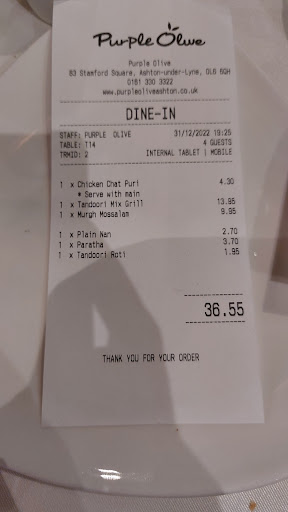 Purple Olive
Purple Olive
83 Stamford Square, Ashton-under-Lyne, OL6 6QH
0161 330 3322
www.purpleoliveashton.co.uk
DINE-IN
STAFF: PURPLE OLIVE 31/12/2022 19:25
TABLE: T14 4 GUESTS
TRMID: 2 INTERNAL TABLET | MOBILE
1 x Chicken Chat Puri 4.30
* Serve with main
1 x Tandoori Mix Grill 13.95
1 x Murgh Mossalam 9.95
1 x Plain Nan 2.70
1 x Paratha 3.70
1 x Tandoori Roti 1.95
36.55
THANK YOU FOR YOUR ORDER